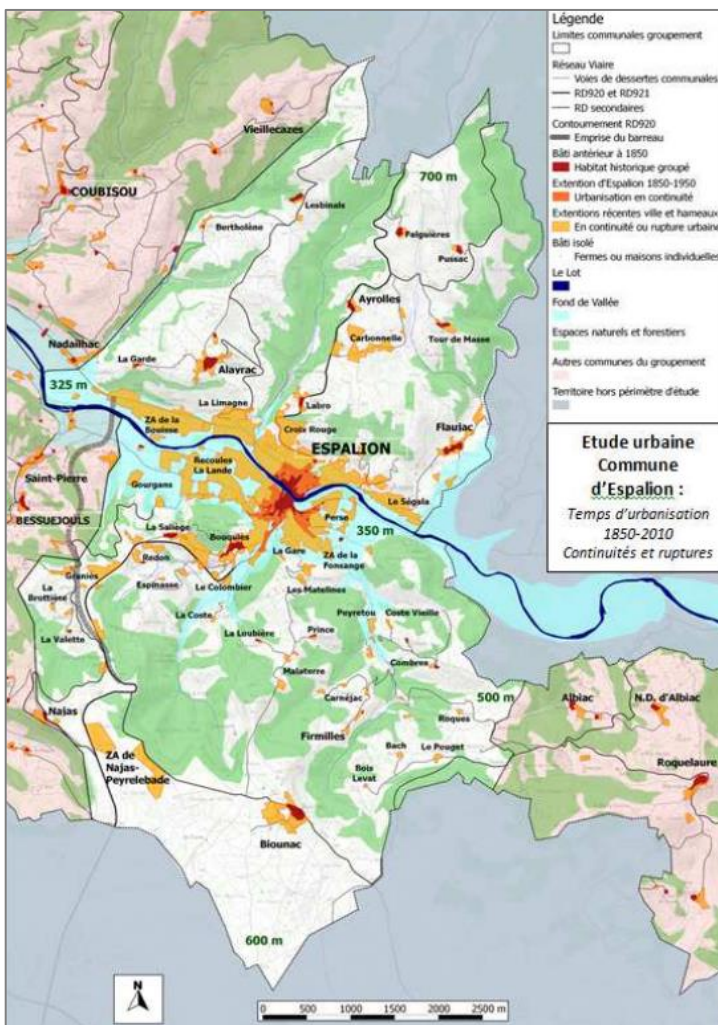 Légende
Limites communales groupement
Réseau Viaire
Voies de dessertes communales
RD920 et RD921
RD secondaires
Contournement RD920
Emprise du barreau
Bâti antérieur à 1850
Habitat historique groupé
Extention d'Espalion 1850-1950
Urbanisation en continuité
Extentions récentes ville et hameaux
En continuité ou rupture urbaine
Bâti isolé
Fermes ou maisons individuelles
Le Lot
Fond de Vallée
Espaces naturels et forestiers
Autres communes du groupement
Territoire hors périmètre d'étude
Etude urbaine
Commune
d'Espalion :
Temps d'urbanisation
1850-2010
Continuités et ruptures
Vieillecazes
COUBISOU
700 m
Lesbinals
Bertholène
Falguières
Pussac
Ayrolles
Carbonnelle
Tour de Masse
Nadailhac
La Garde
Alayrac
325 m
La Limagne
Labro
ZA de la
Bouisse
Croix Rouge
ESPALION
Flaujac
Recoules
La Lande
Saint-Pierre
Gourgans
Le Ségala
BESSUEJOULS
La Saliège
Bouquiès
Perse
350 m
Redon
La Gare
ZA de la
Fonsange
Graniès
Espinasse
Le Colombier
Les Matelines
La
Brottière
La Coste
Peyretou
Coste Vieille
La Valette
La Loubière
Prince
Malaterre
Combres
Carnéjac
500 m
Albiac
N.D. d'Albiac
Najas
Firmilles
Roques
ZA de
Najas-
Peyrelebade
Bach
Le Pouget
Boix
Levat
Roquelaure
Biounac
600 m
N
0 500 1000 1500 2000 2500 m